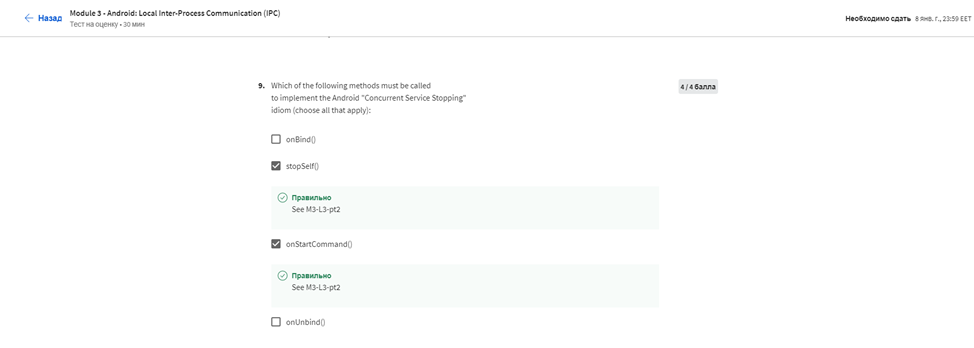 Назад
Module 3 - Android: Local Inter-Process Communication (IPC)
Тест на оценку • 30 мин
Необходимо сдать 8 янв. г., 23:59 EET
9. Which of the following methods must be called
to implement the Android "Concurrent Service Stopping"
idiom (choose all that apply):
4 / 4 балла
onBind()
stopSelf()
Правильно
See M3-L3-pt2
onStartCommand()
Правильно
See M3-L3-pt2
onUnbind()